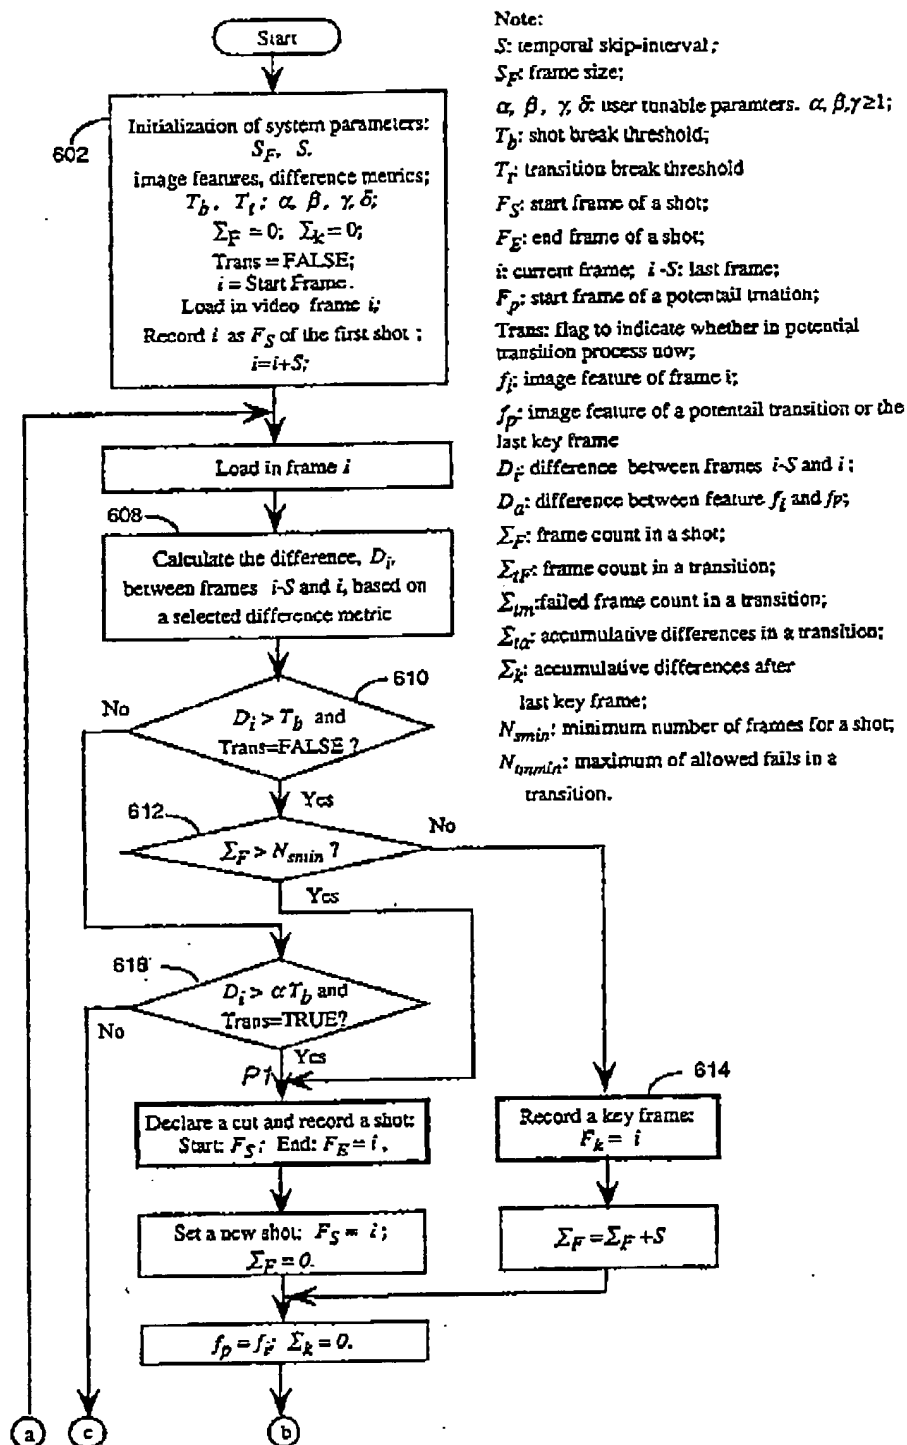 Start
602
Initialization of system parameters:
S_F, S.
image features, difference metrics;
T_b, T_t; α, β, γ, δ;
Σ_F = 0; Σ_k = 0;
Trans = FALSE;
i = Start Frame.
Load in video frame i;
Record i as F_S of the first shot ;
i=i+S;
Load in frame i
608
Calculate the difference, D_i,
between frames i-S and i, based on
a selected difference metric
610
No
D_i > T_b and
Trans=FALSE ?
Yes
612
No
Σ_F > N_smin ?
Yes
618
D_i > α T_b and
Trans=TRUE?
No
Yes
P1
Declare a cut and record a shot:
Start: F_S ; End: F_E = i .
Set a new shot: F_S = i ;
Σ_F = 0.
614
Record a key frame:
F_k = i
Σ_F = Σ_F + S
f_p = f_i; Σ_k = 0.
a
c
b
Note:
S: temporal skip-interval ;
S_F: frame size;
α, β, γ, δ: user tunable paramters. α, β,γ≥1;
T_b: shot break threshold;
T_r: transition break threshold
F_S: start frame of a shot;
F_E: end frame of a shot;
i: current frame; i -S: last frame;
F_p: start frame of a potentail trnation;
Trans: flag to indicate whether in potential
transition process now;
f_i: image feature of frame i;
f_p: image feature of a potentail transition or the
last key frame
D_i: difference between frames i-S and i ;
D_a: difference between feature f_i and f_P;
Σ_F: frame count in a shot;
Σ_tF: frame count in a transition;
Σ_tm:failed frame count in a transition;
Σ_ta: accumulative differences in a transition;
Σ_k: accumulative differences after
last key frame;
N_smin: minimum number of frames for a shot;
N_tmmin: maximum of allowed fails in a
transition.